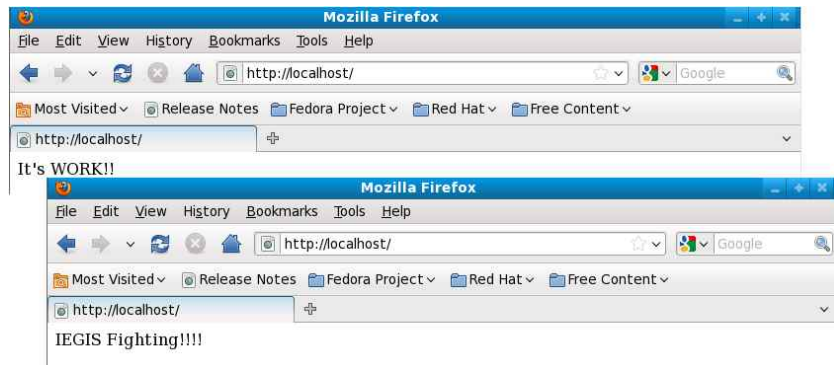 Mozilla Firefox
File Edit View History Bookmarks Tools Help
http://localhost/ Google
Most Visited Release Notes Fedora Project Red Hat Free Content
http://localhost/
It's WORK!!
Mozilla Firefox
File Edit View History Bookmarks Tools Help
http://localhost/ Google
Most Visited Release Notes Fedora Project Red Hat Free Content
http://localhost/
IEGIS Fighting!!!!